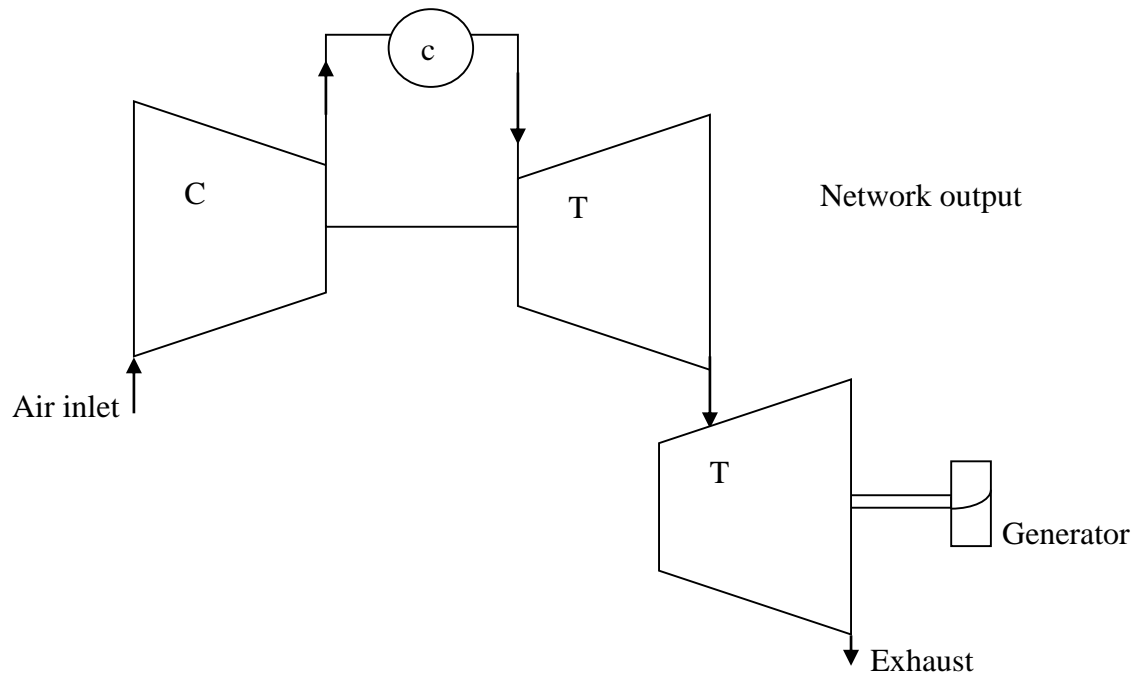 c
C
T
Network output
Air inlet
T
Generator
Exhaust